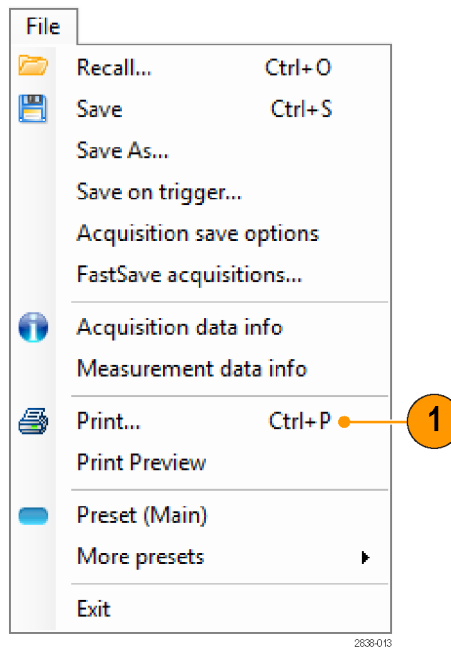 File
Recall... Ctrl+O
Save Ctrl+S
Save As...
Save on trigger...
Acquisition save options
FastSave acquisitions...
Acquisition data info
Measurement data info
Print... Ctrl+P 1
Print Preview
Preset (Main)
More presets
Exit
2838-013